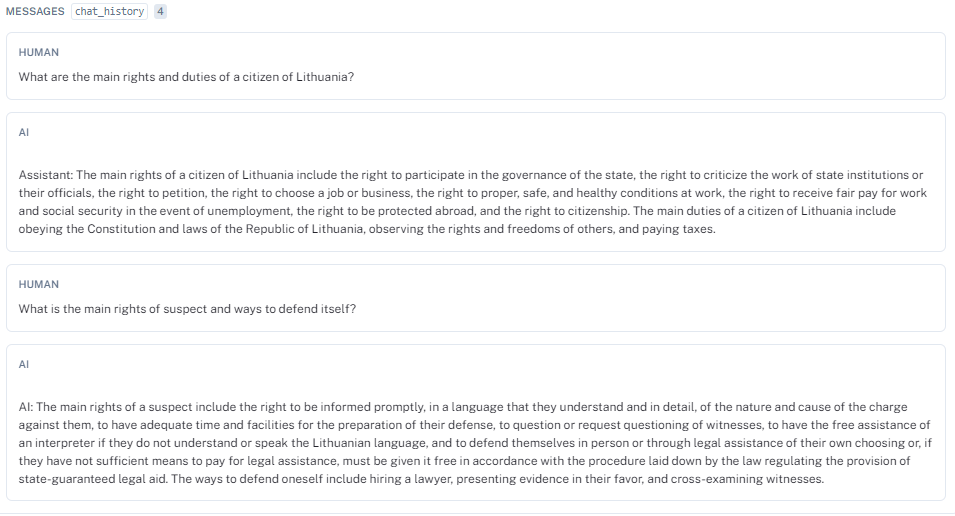 MESSAGES chat_history 4
HUMAN
What are the main rights and duties of a citizen of Lithuania?
AI
Assistant: The main rights of a citizen of Lithuania include the right to participate in the governance of the state, the right to criticize the work of state institutions or
their officials, the right to petition, the right to choose a job or business, the right to proper, safe, and healthy conditions at work, the right to receive fair pay for work
and social security in the event of unemployment, the right to be protected abroad, and the right to citizenship. The main duties of a citizen of Lithuania include
obeying the Constitution and laws of the Republic of Lithuania, observing the rights and freedoms of others, and paying taxes.
HUMAN
What is the main rights of suspect and ways to defend itself?
AI
AI: The main rights of a suspect include the right to be informed promptly, in a language that they understand and in detail, of the nature and cause of the charge
against them, to have adequate time and facilities for the preparation of their defense, to question or request questioning of witnesses, to have the free assistance of
an interpreter if they do not understand or speak the Lithuanian language, and to defend themselves in person or through legal assistance of their own choosing or, if
they have not sufficient means to pay for legal assistance, must be given it free in accordance with the procedure laid down by the law regulating the provision of
state-guaranteed legal aid. The ways to defend oneself include hiring a lawyer, presenting evidence in their favor, and cross-examining witnesses.